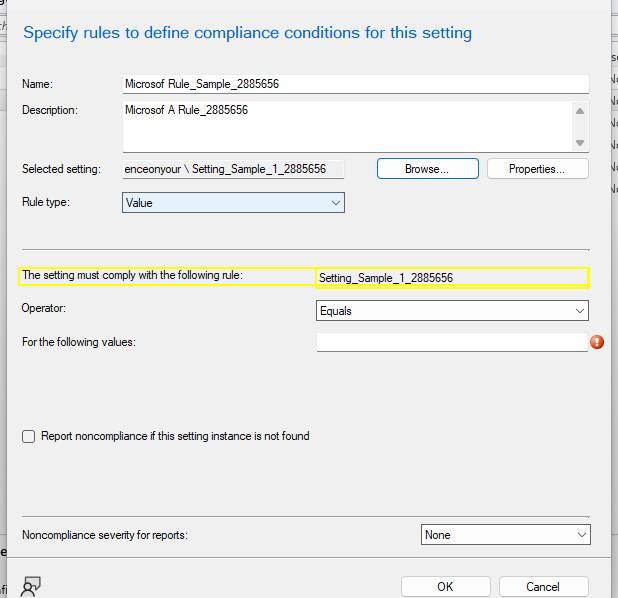 Specify rules to define compliance conditions for this setting
Name:
Microsof Rule_Sample_2885656
Description:
Microsof A Rule_2885656
Selected setting:
enceonyour \ Setting_Sample_1_2885656
Browse...
Properties...
Rule type:
Value
The setting must comply with the following rule:
Setting_Sample_1_2885656
Operator:
Equals
For the following values:
Report noncompliance if this setting instance is not found
Noncompliance severity for reports:
None
OK
Cancel